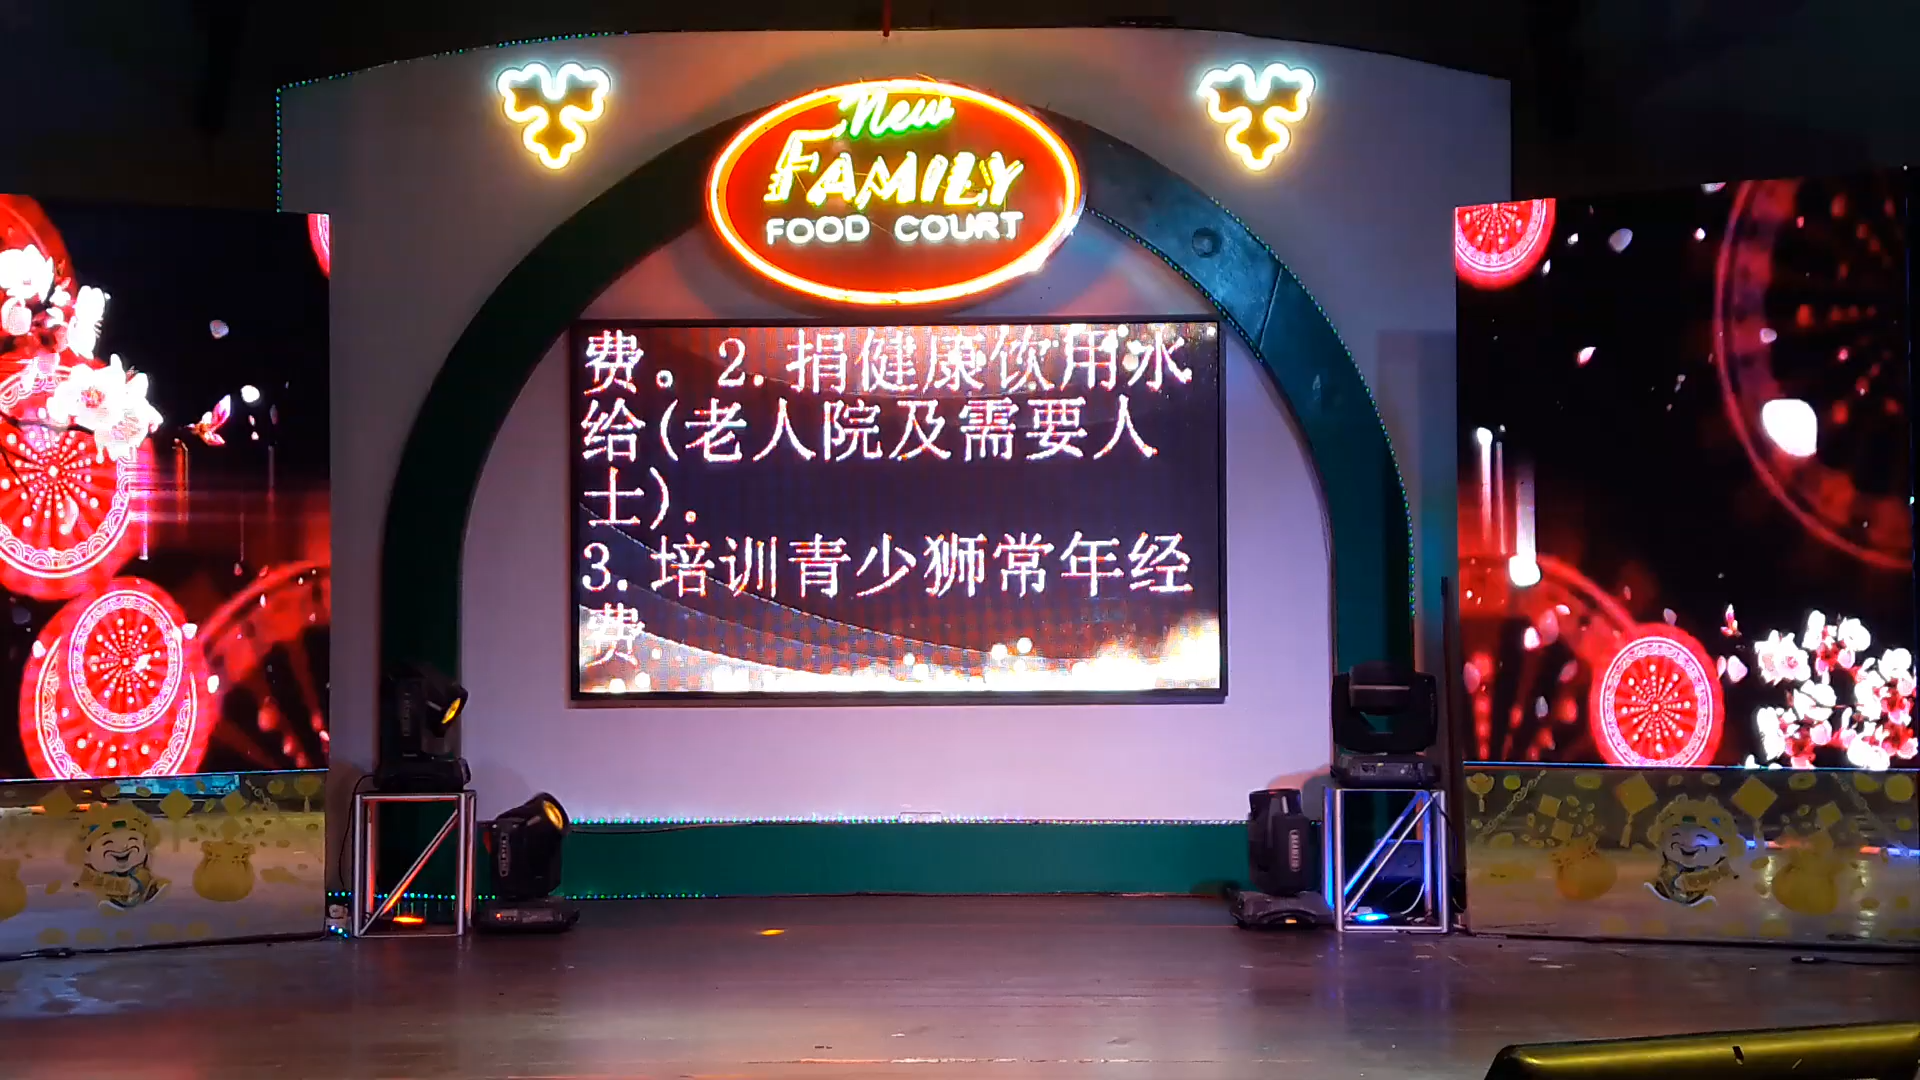 New
FAMILY
FOOD COURT
费。2.捐健康饮用水
给(老人院及需要人
士).
3.培训青少狮常年经
费